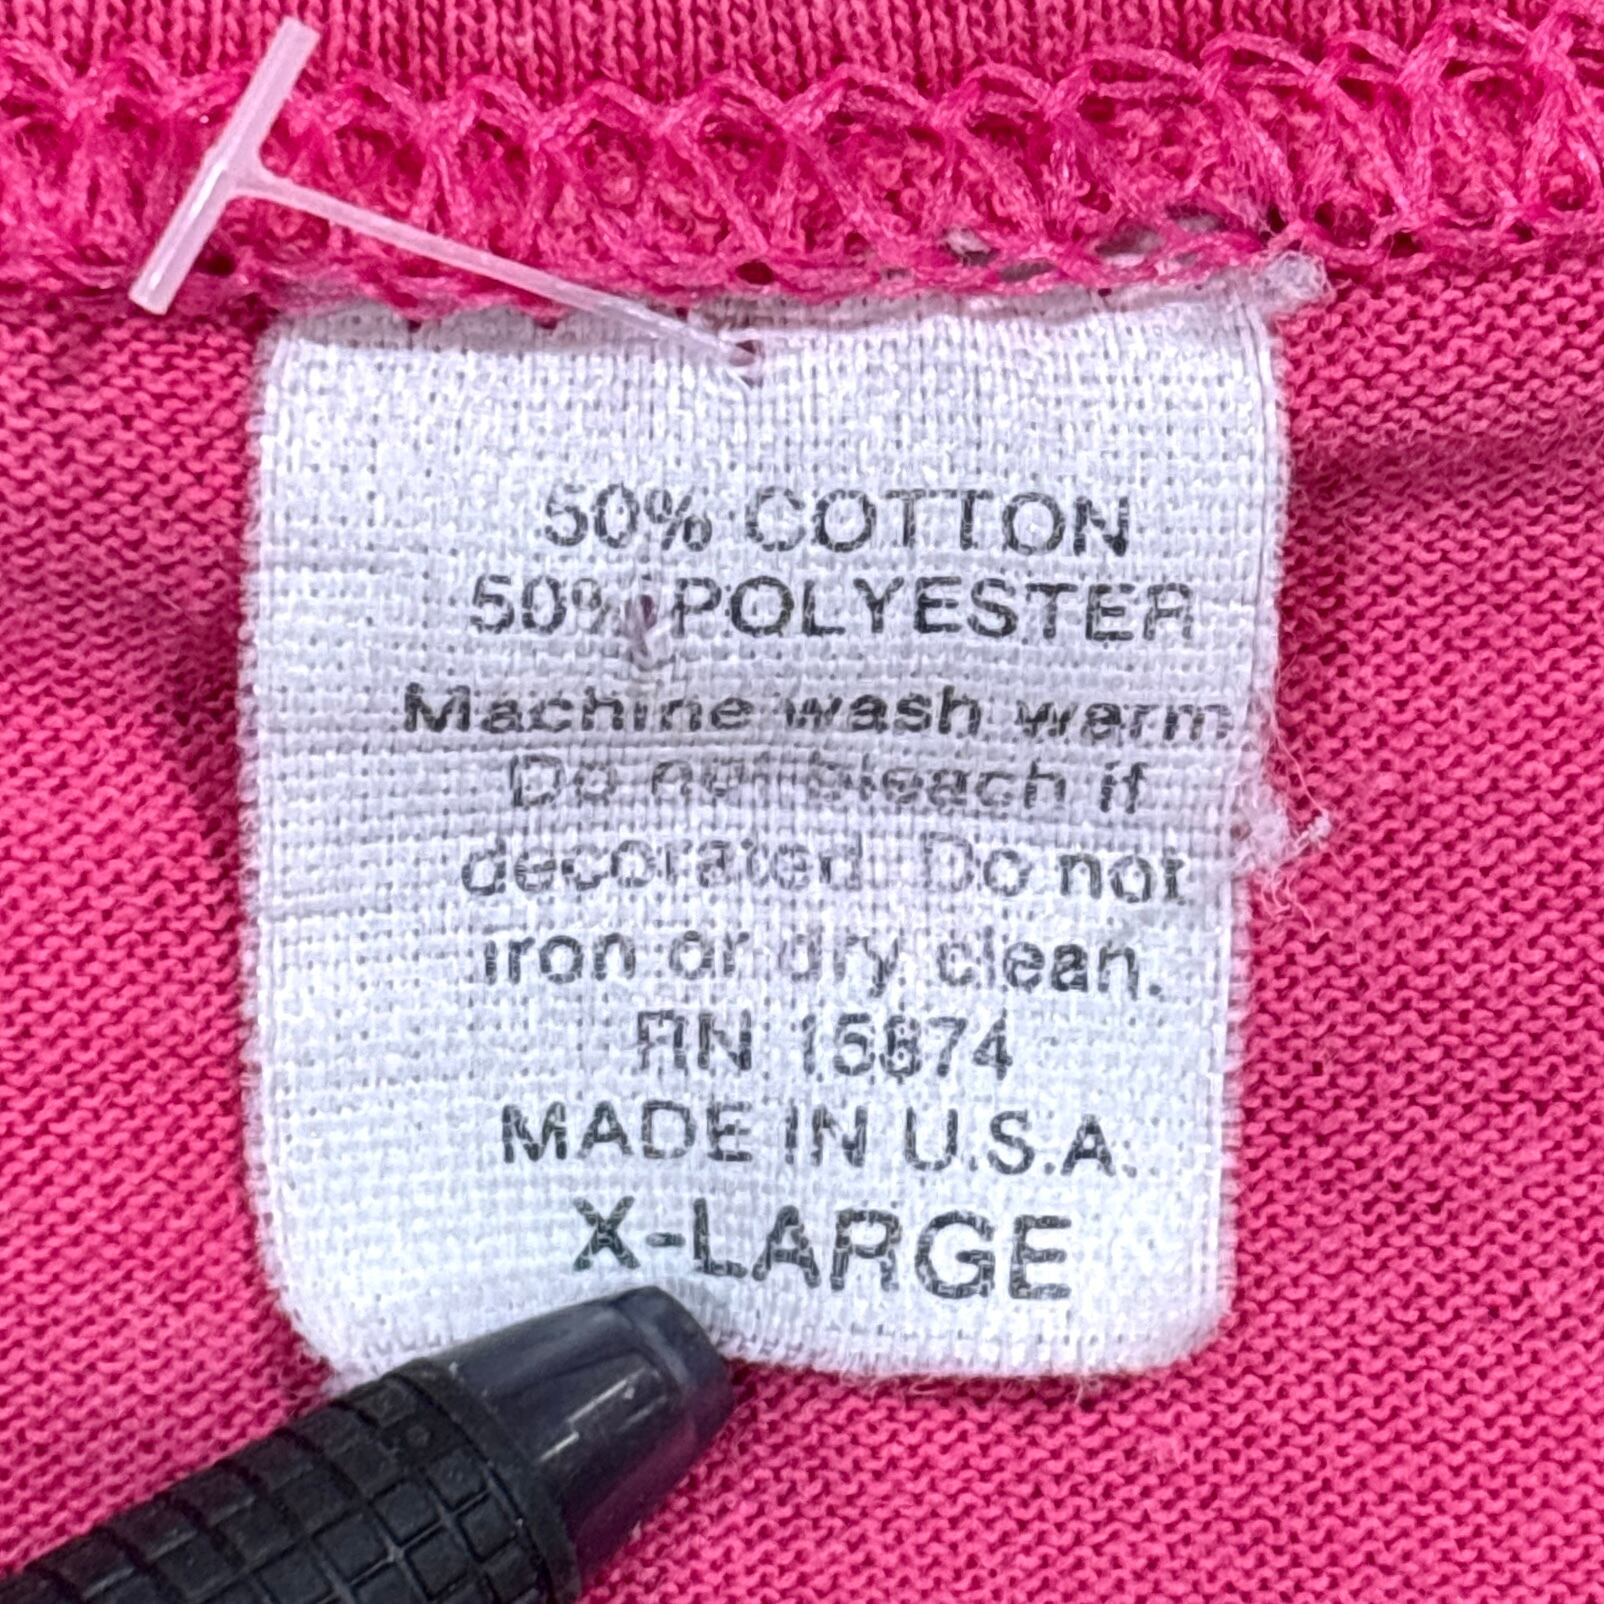 50% COTTON
50% POLYESTER
Machine wash warm
Do not bleach if
decorated. Do not
iron or dry clean.
RN 15874
MADE IN U.S.A.
X-LARGE